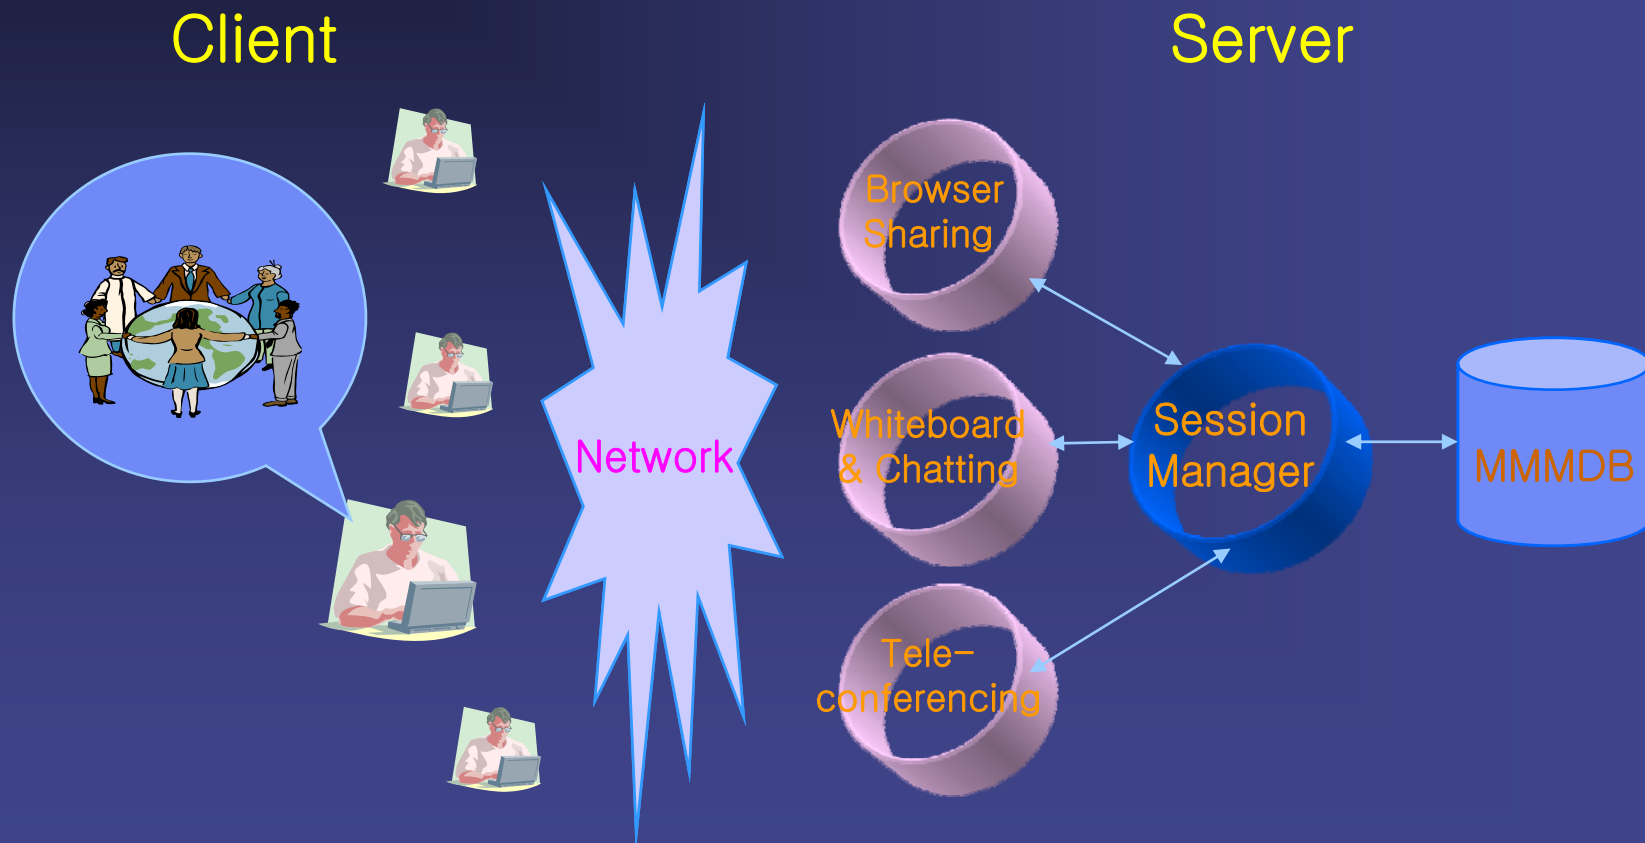 Client
Server
Browser
Sharing
Whiteboard
& Chatting
Tele-
conferencing
Network
Session
Manager
MMMDB